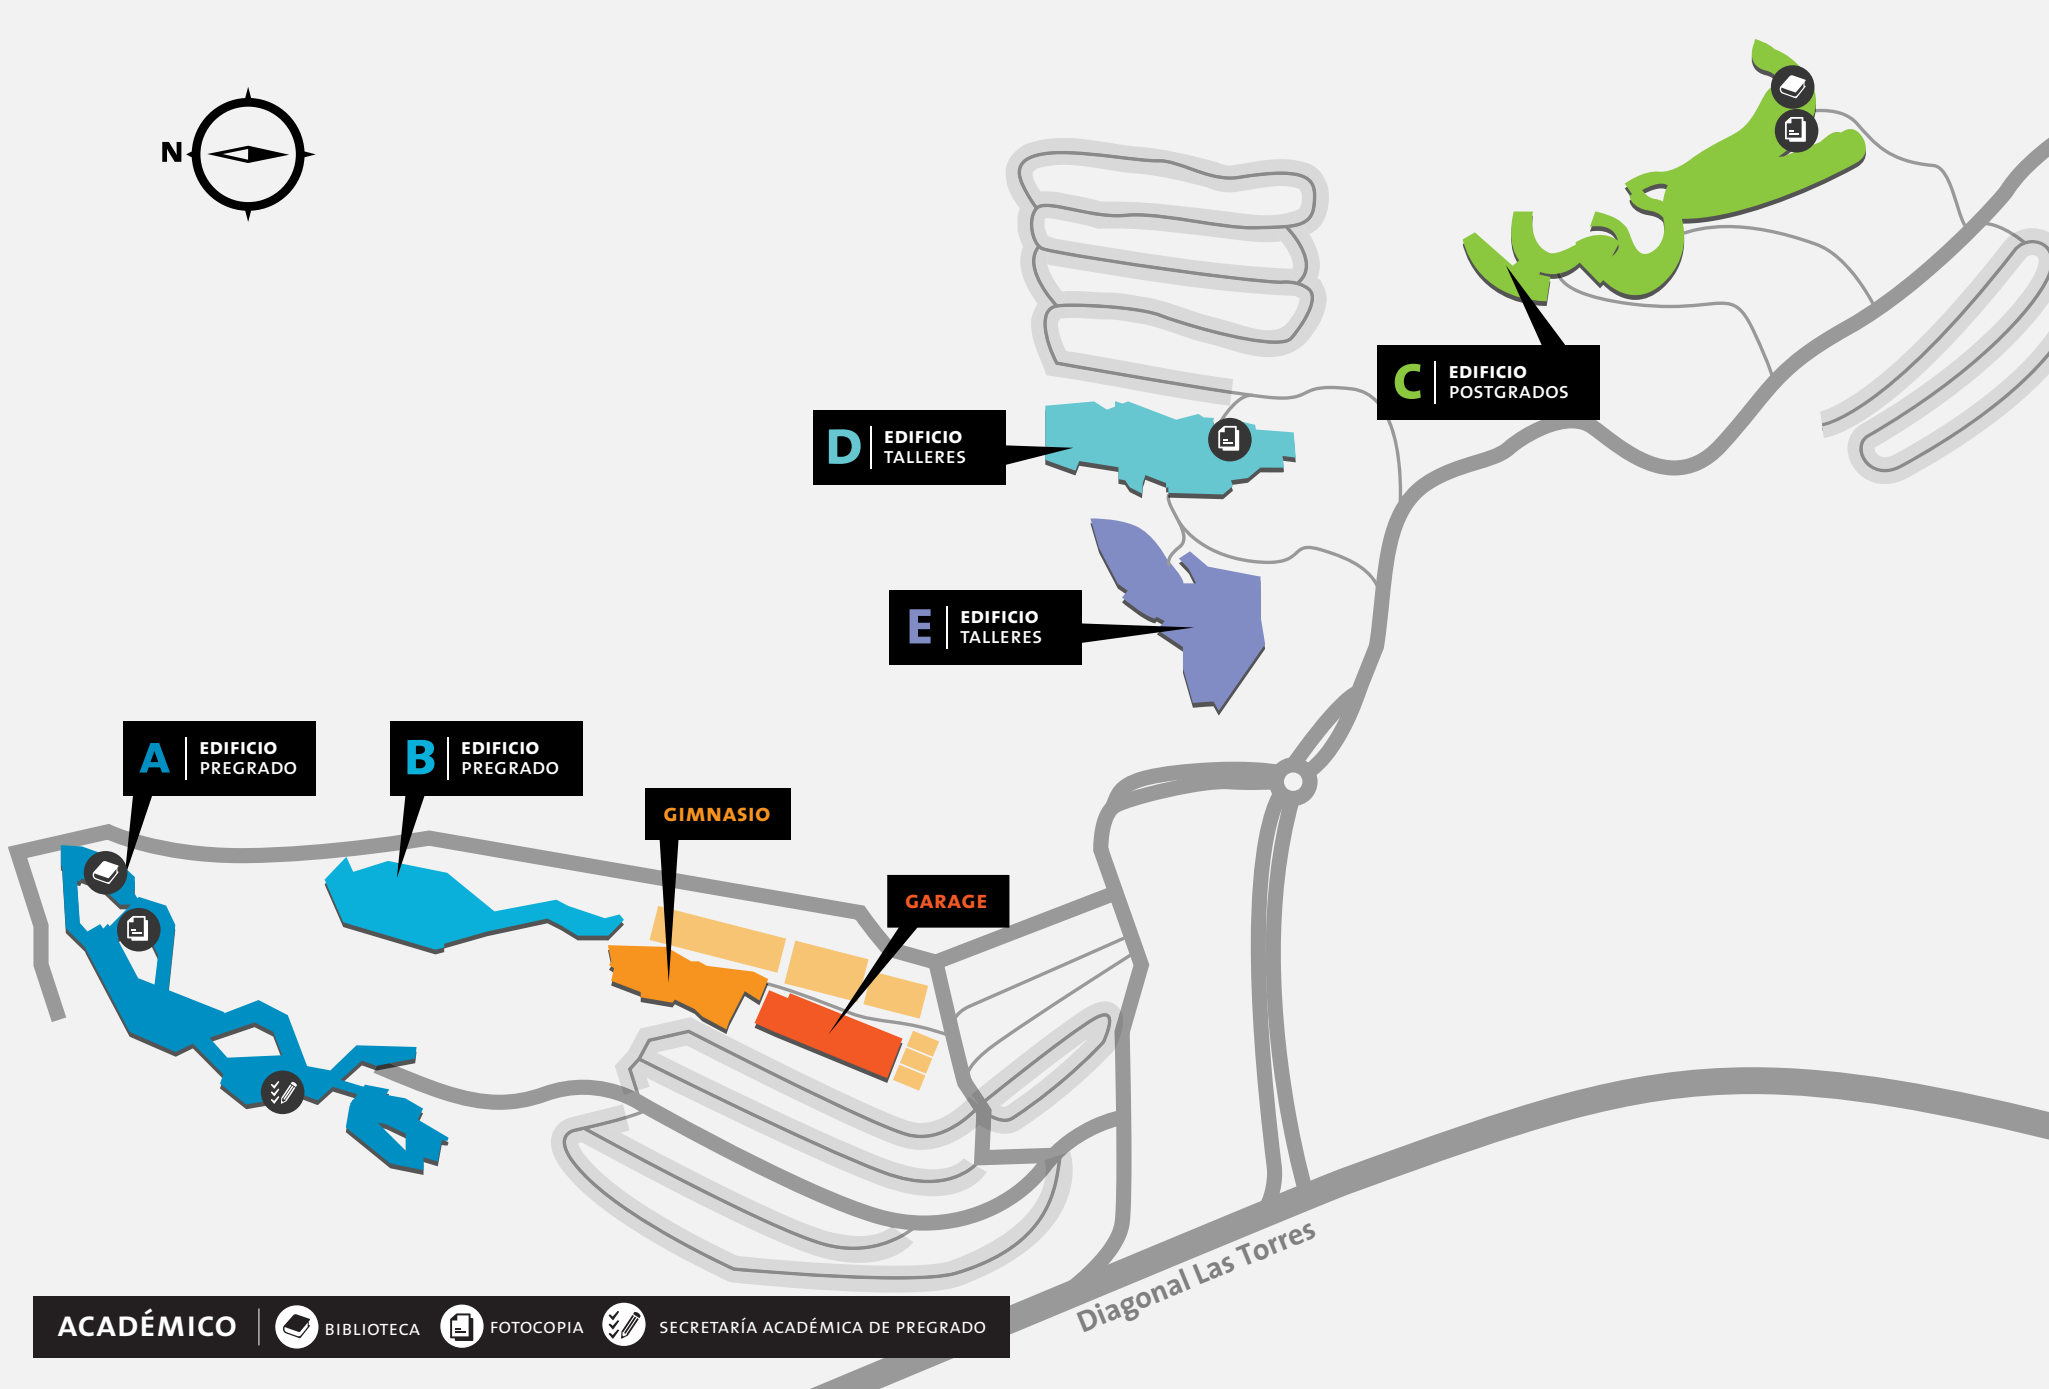 N
C
EDIFICIO
POSTGRADOS
D
EDIFICIO
TALLERES
E
EDIFICIO
TALLERES
A
EDIFICIO
PREGRADO
B
EDIFICIO
PREGRADO
GIMNASIO
GARAGE
Diagonal Las Torres
ACADÉMICO
BIBLIOTECA
FOTOCOPIA
SECRETARÍA ACADÉMICA DE PREGRADO